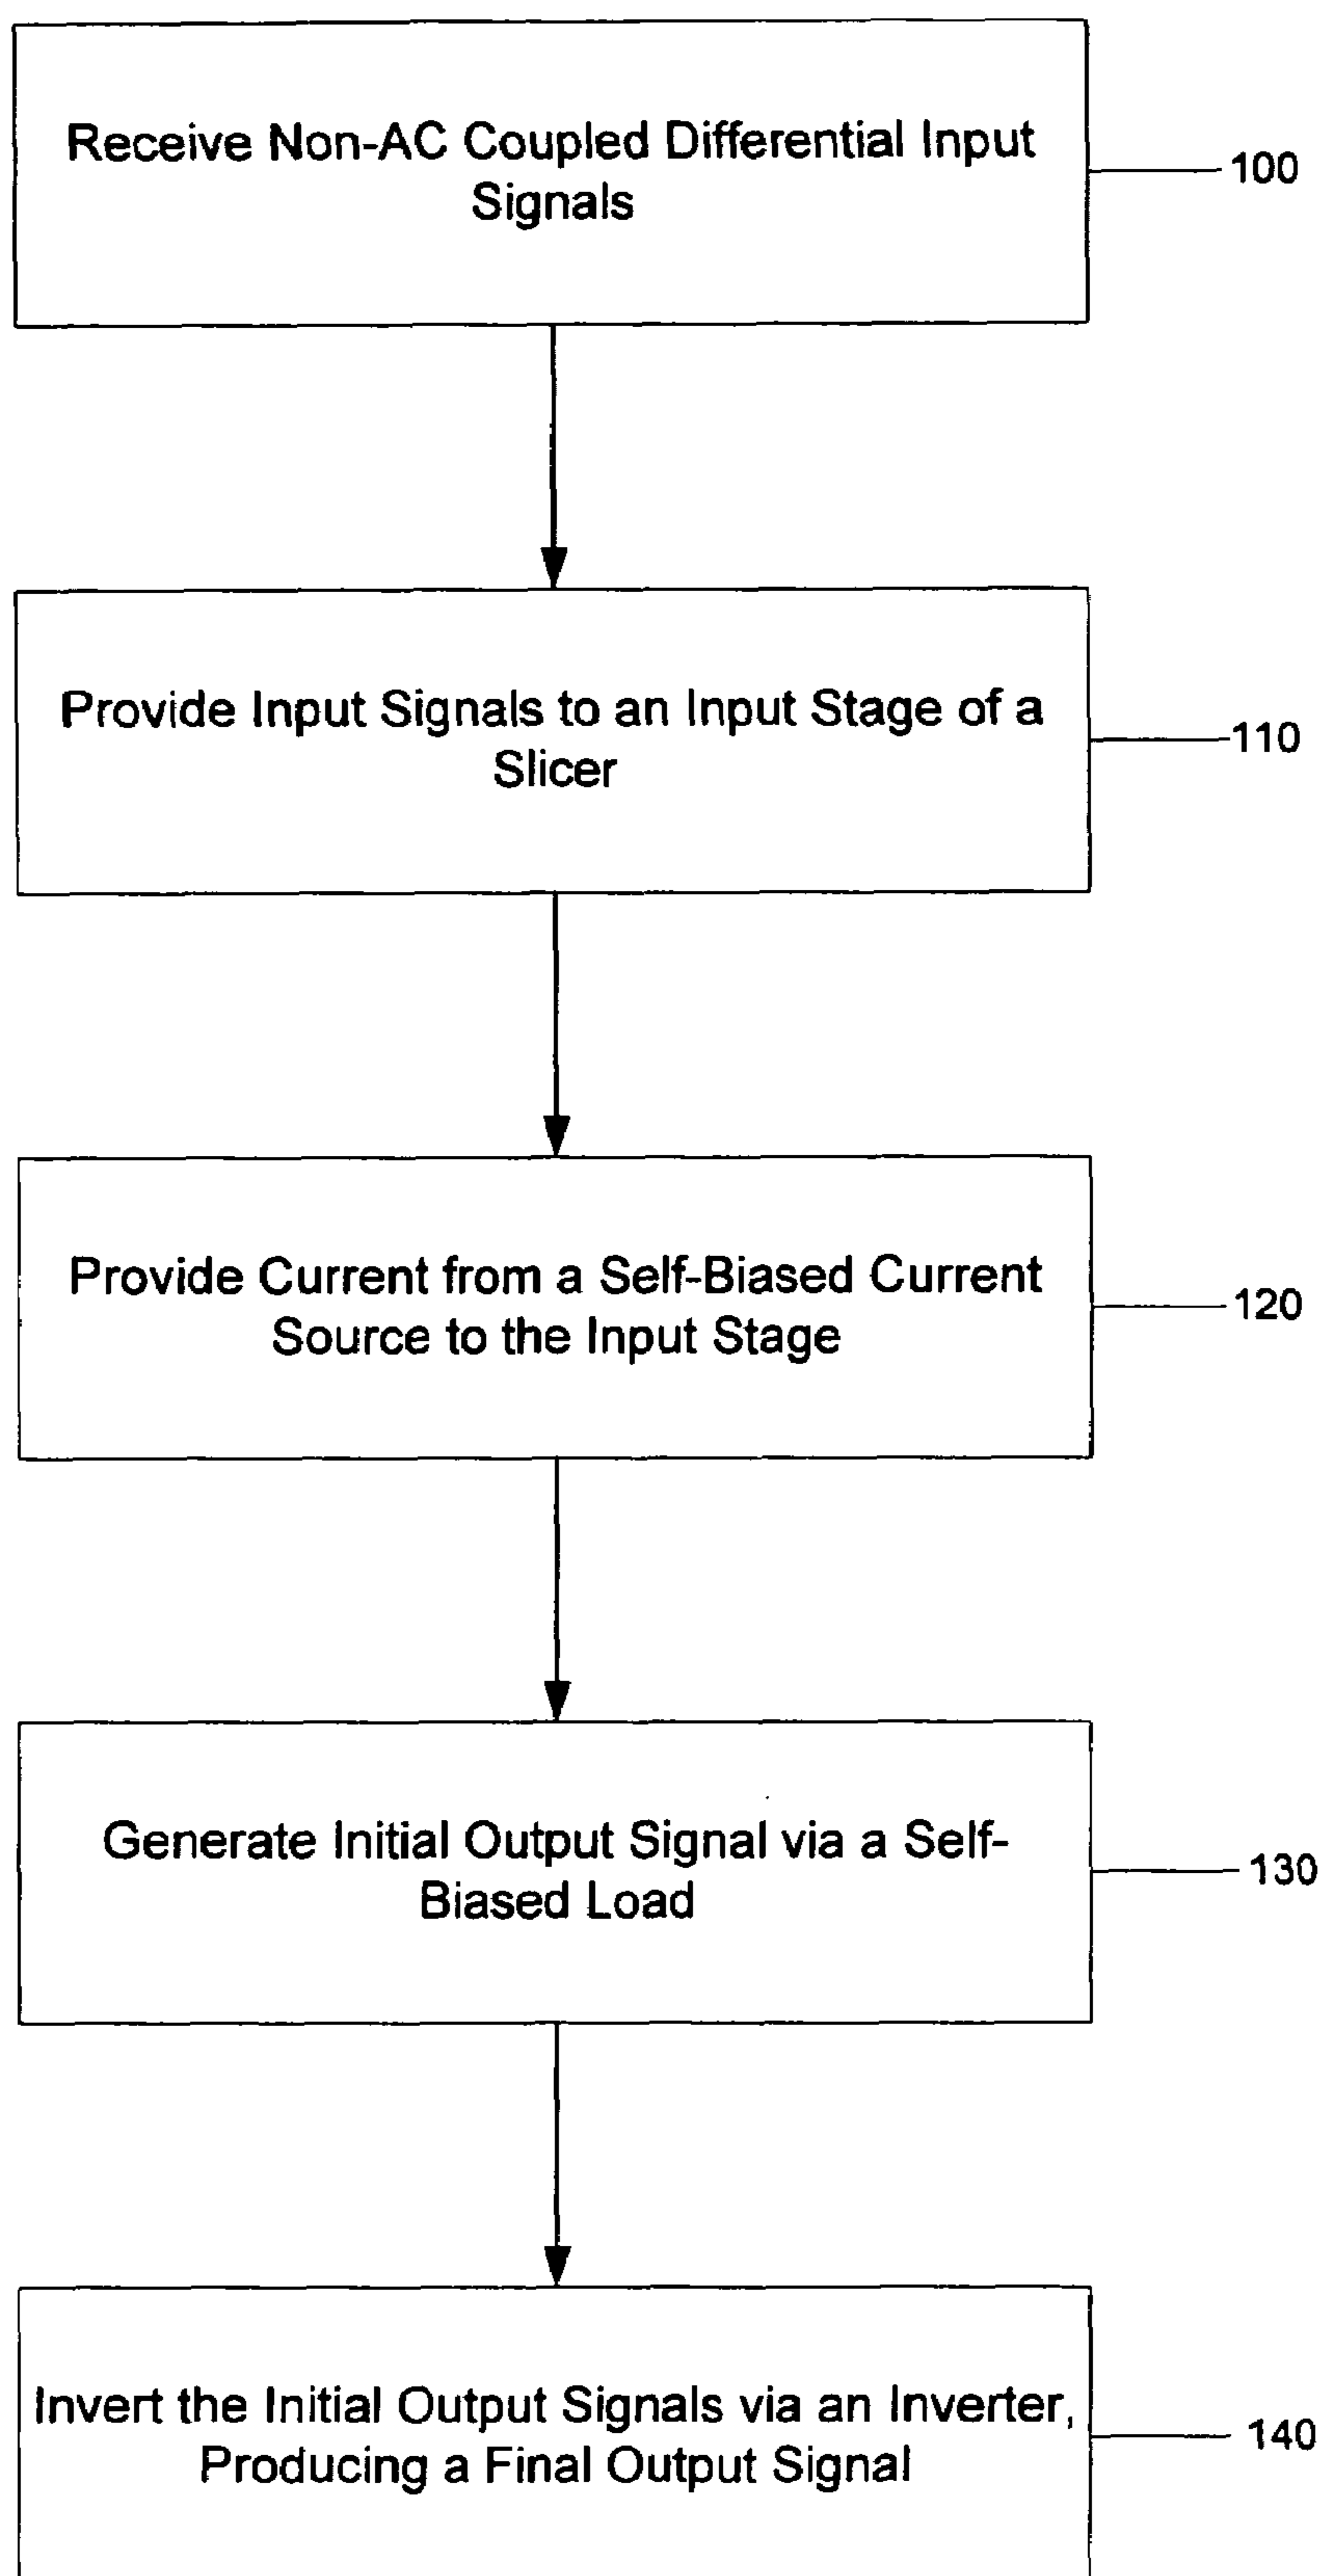 Receive Non-AC Coupled Differential Input
Signals
100
Provide Input Signals to an Input Stage of a
Slicer
110
Provide Current from a Self-Biased Current
Source to the Input Stage
120
Generate Initial Output Signal via a Self-
Biased Load
130
Invert the Initial Output Signals via an Inverter,
Producing a Final Output Signal
140